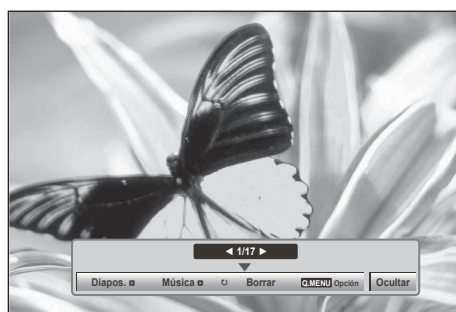 ◀ 1/17 ▶
Diapos. Música ↻ Borrar Q.MENU Opción Ocultar